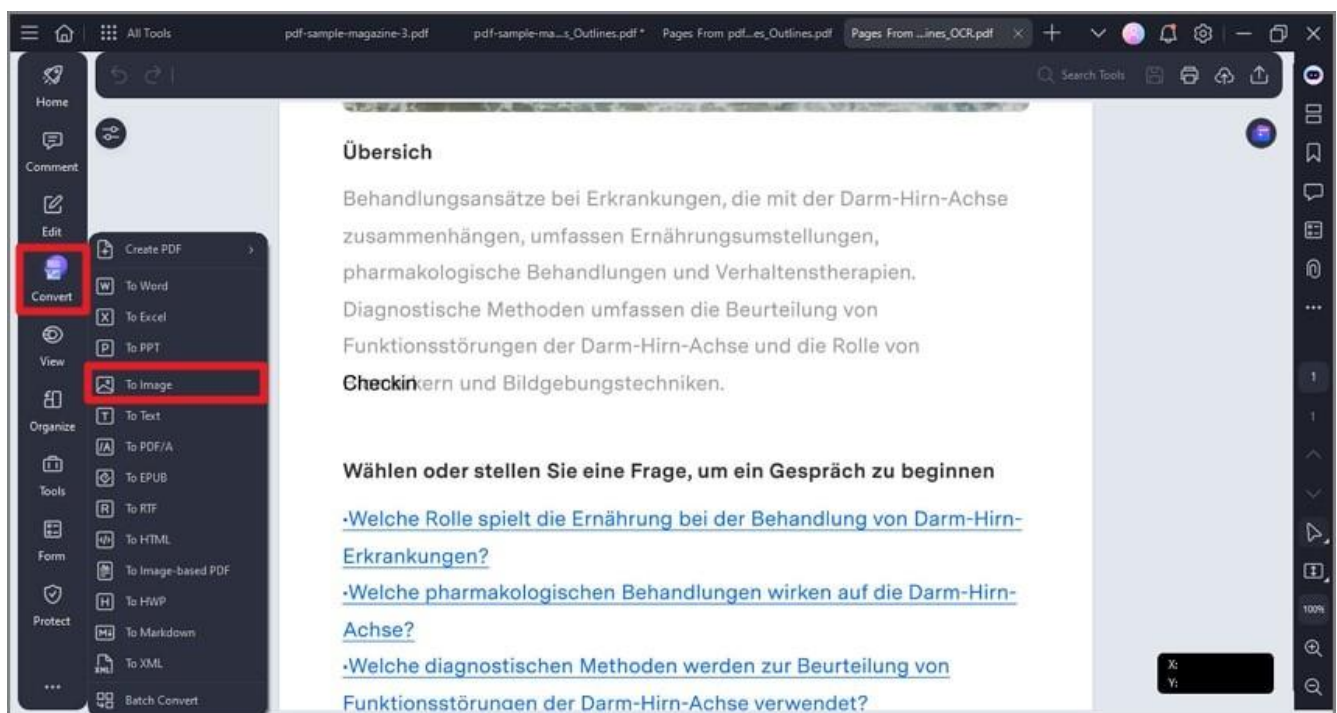 All Tools
pdf-sample-magazine-3.pdf
pdf-sample-ma...s_Outlines.pdf *
Pages From pdf...es_Outlines.pdf
Pages From ...ines_OCR.pdf
Home
Search Tools
Comment
Edit
Convert
View
Organize
Tools
Form
Protect
Create PDF
To Word
To Excel
To PPT
To Image
To Text
To PDF/A
To EPUB
To RTF
To HTML
To Image-based PDF
To HWP
To Markdown
To XML
Batch Convert
Übersich
Behandlungsansätze bei Erkrankungen, die mit der Darm-Hirn-Achse
zusammenhängen, umfassen Ernährungsumstellungen,
pharmakologische Behandlungen und Verhaltenstherapien.
Diagnostische Methoden umfassen die Beurteilung von
Funktionsstörungen der Darm-Hirn-Achse und die Rolle von
Checkin kern und Bildgebungstechniken.
Wählen oder stellen Sie eine Frage, um ein Gespräch zu beginnen
•Welche Rolle spielt die Ernährung bei der Behandlung von Darm-Hirn-
Erkrankungen?
•Welche pharmakologischen Behandlungen wirken auf die Darm-Hirn-
Achse?
•Welche diagnostischen Methoden werden zur Beurteilung von
Funktionsstörungen der Darm-Hirn-Achse verwendet?
1
1
100%
X:
Y: